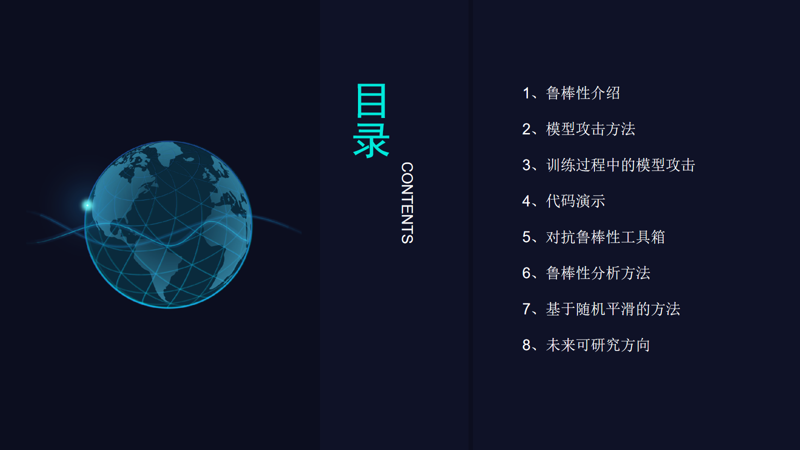 目录
CONTENTS
1、鲁棒性介绍
2、模型攻击方法
3、训练过程中的模型攻击
4、代码演示
5、对抗鲁棒性工具箱
6、鲁棒性分析方法
7、基于随机平滑的方法
8、未来可研究方向